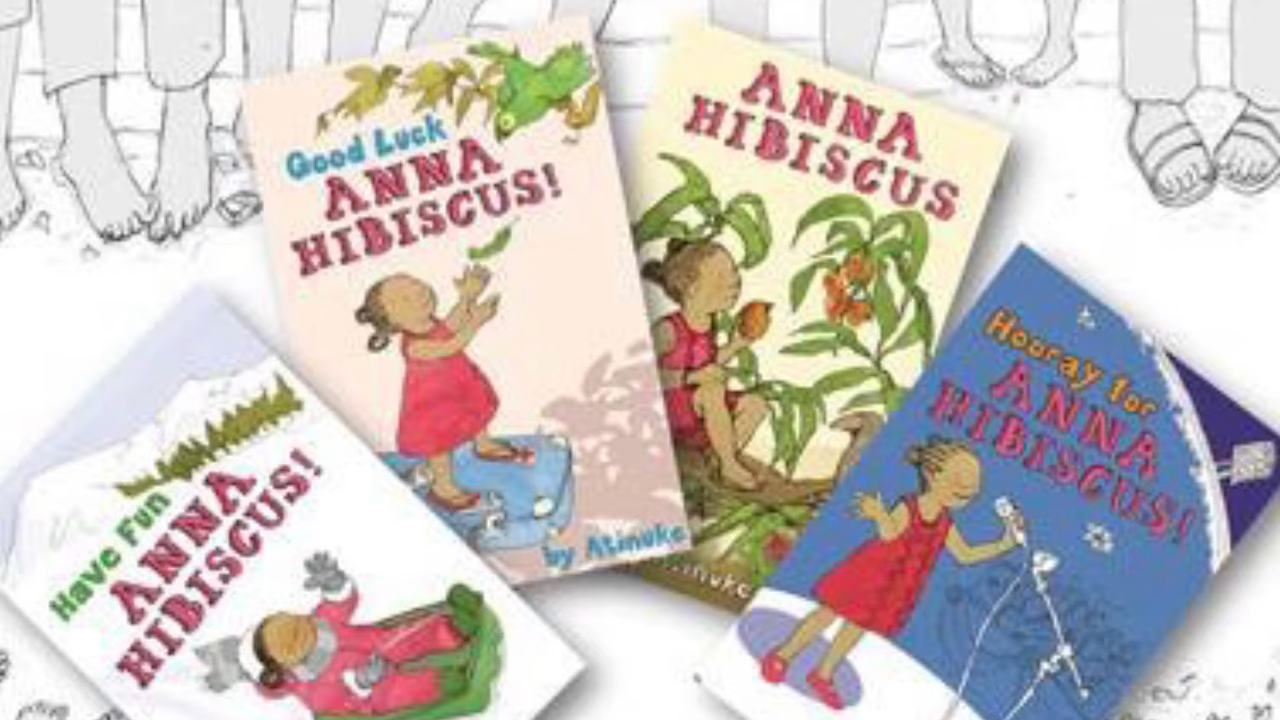 Good Luck
ANNA
HIBISCUS!
by Atinuke
ANNA
HIBISCUS
Have Fun
ANNA
HIBISCUS!
Hooray for
ANNA
HIBISCUS!